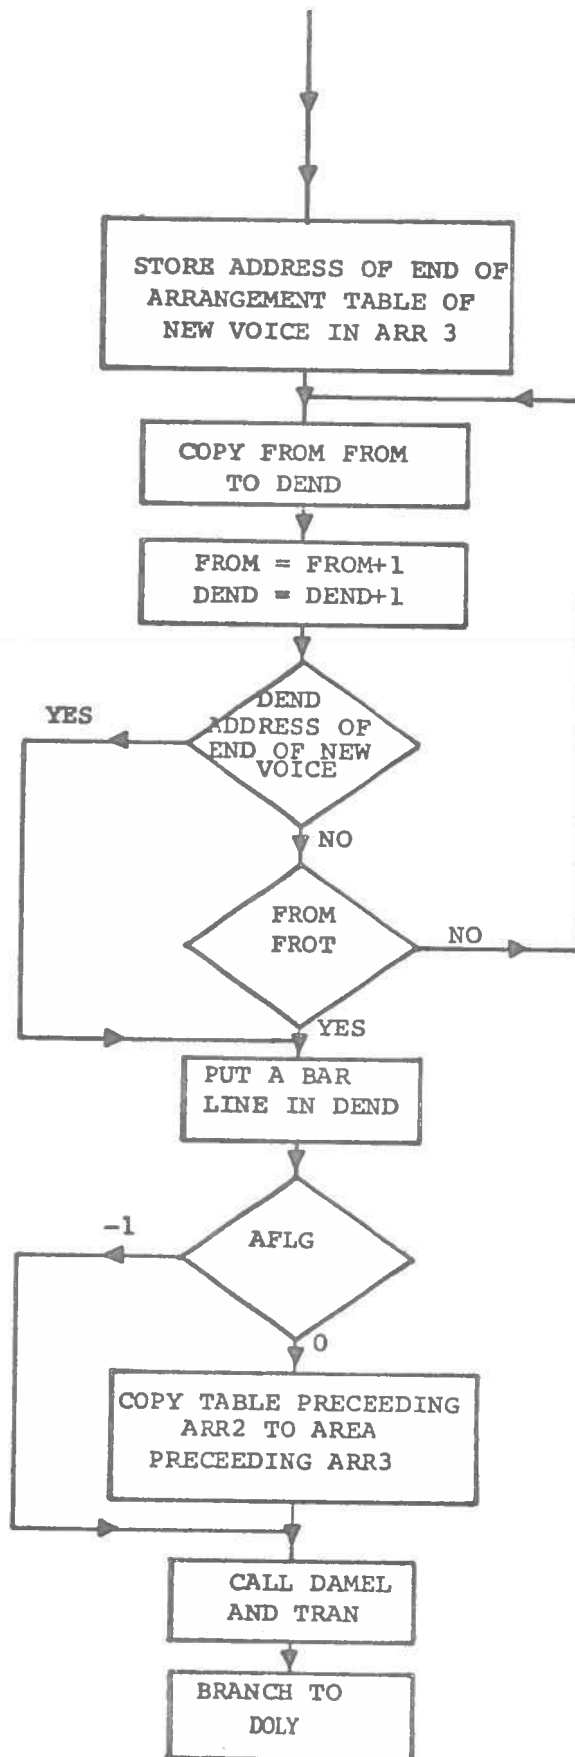 STORE ADDRESS OF END OF
ARRANGEMENT TABLE OF
NEW VOICE IN ARR 3
COPY FROM FROM
TO DEND
FROM = FROM+1
DEND = DEND+1
DEND
ADDRESS OF
END OF NEW
VOICE
YES
NO
FROM
FROT
NO
YES
PUT A BAR
LINE IN DEND
AFLG
-1
0
COPY TABLE PRECEEDING
ARR2 TO AREA
PRECEEDING ARR3
CALL DAMEL
AND TRAN
BRANCH TO
DOLY